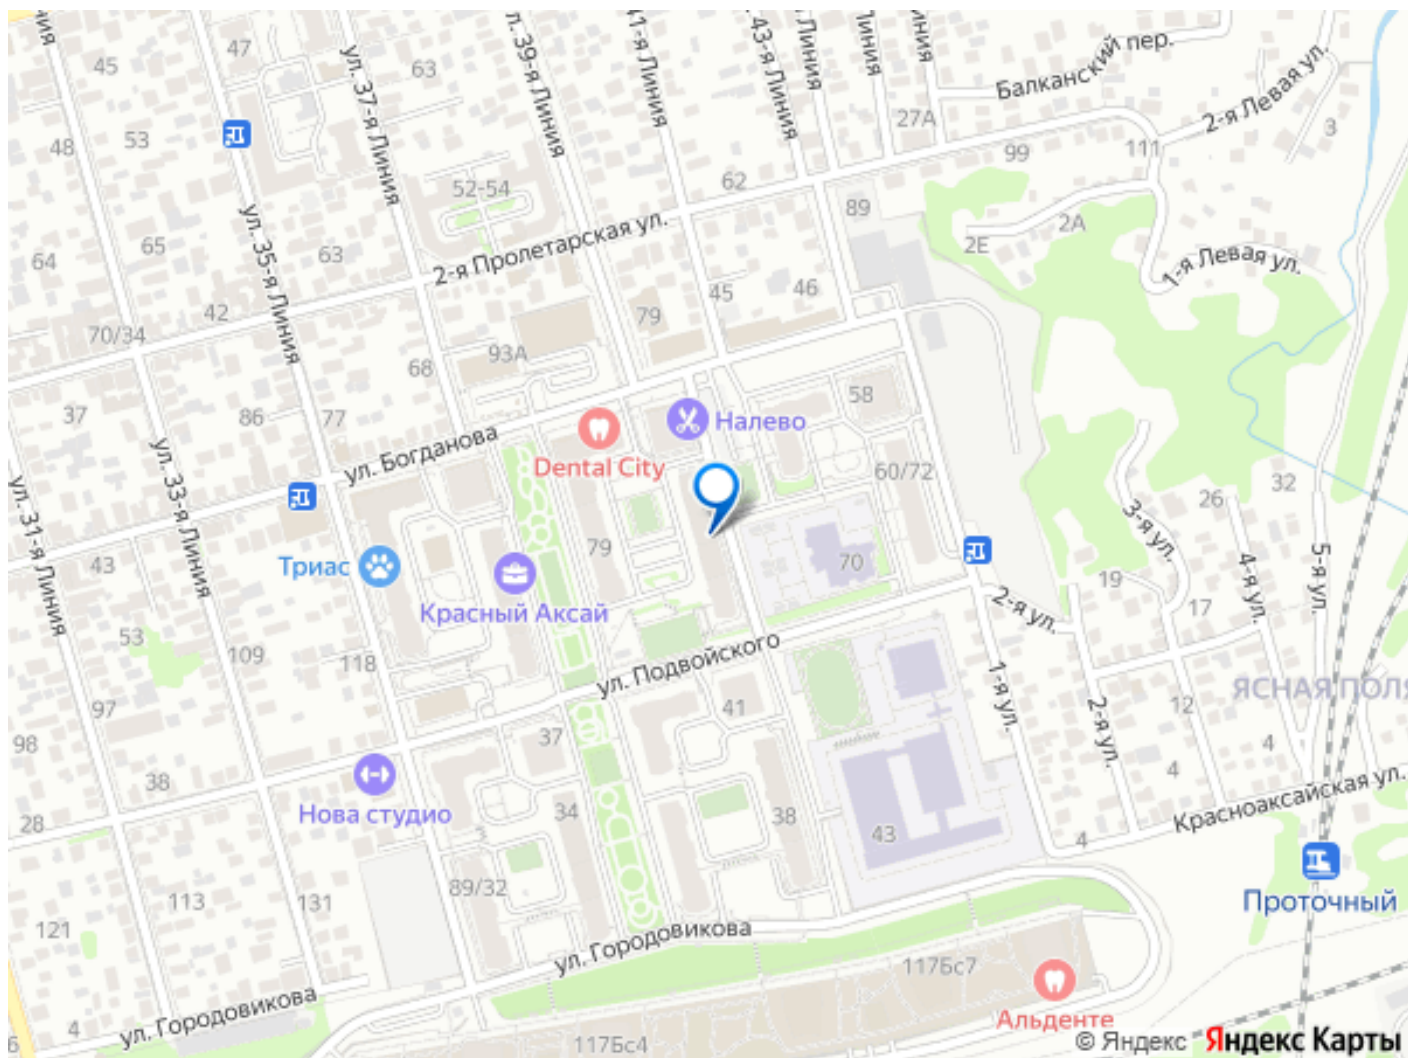 ул. 37-я Линия
ул. 39-я Линия
41-я Линия
43-я Линия
Линия
Линия
Балканский пер.
2-я Левая ул.
47
45
63
53
48
27А
3
99
111
62
52-54
89
2А
2Е
65
64
63
ул. 35-я Линия
2-я Пролетарская ул.
1-я Левая ул.
46
45
42
79
70/34
93А
68
58
37
86
77
Налево
ул. Богданова
Dental City
60/72
32
26
ул. 33-я Линия
ул. 31-я Линия
3-я ул.
4-я ул.
5-я ул.
43
Триас
79
70
19
Красный Аксай
2-я ул.
17
53
109
118
ул. Подвойского
1-я ул.
ЯСНАЯ ПОЛЯ
97
41
12
2-я ул.
98
37
4
4
38
Нова студио
Красноаксайская ул.
28
34
38
43
4
89/32
113
131
Проточный
121
ул. Городовикова
117Бс7
ул. Городовикова
Альденте
4
6
117Бс4
© Яндекс Яндекс Карты